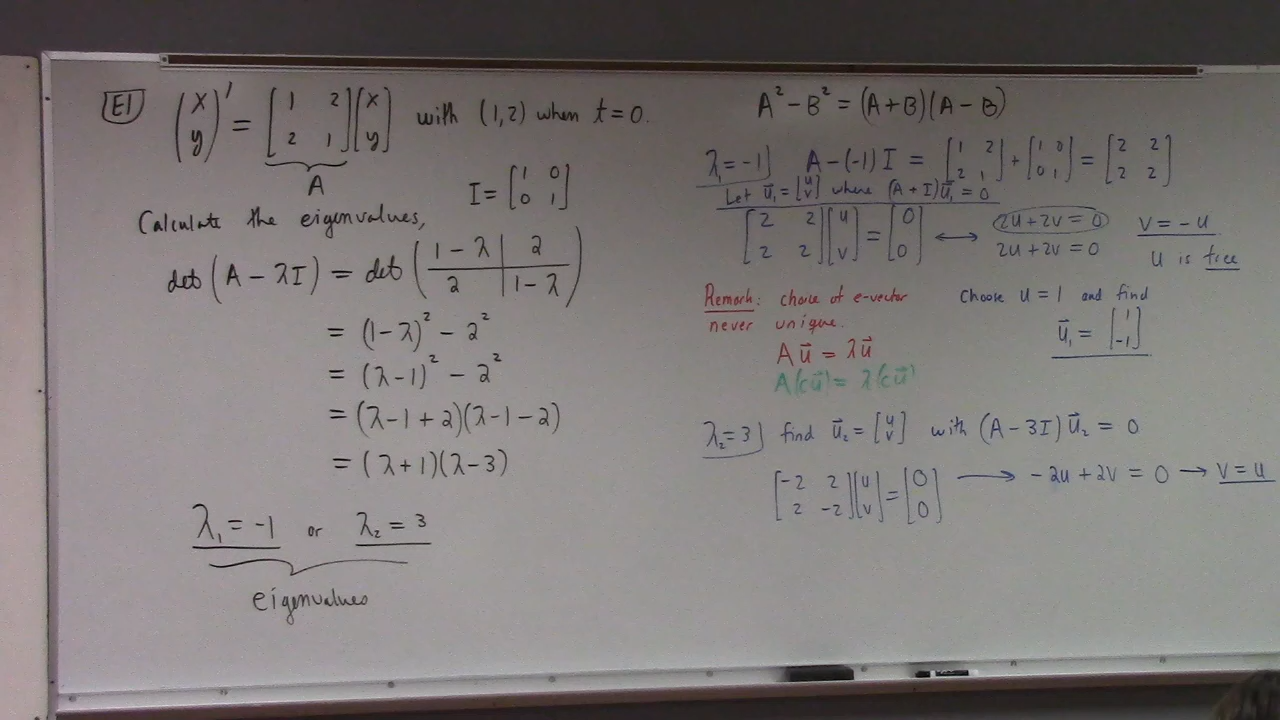 E1 (x y)' = [1 2 2 1][x y] with (1,2) when t=0.
A
I = [1 0 0 1]
Calculate the eigenvalues,
det(A - λI) = det(1-λ 2 2 1-λ)
= (1-λ)² - 2²
= (λ-1)² - 2²
= (λ-1+2)(λ-1-2)
= (λ+1)(λ-3)
λ₁ = -1 or λ₂ = 3
eigenvalues
A² - B² = (A+B)(A-B)
λ₁=-1 A-(-1)I = [1 2 2 1] + [1 0 0 1] = [2 2 2 2]
Let u⃗₁ = [u v] where (A+I)u⃗₁ = 0
[2 2 2 2][u v] = [0 0] ⟷ 2u+2v = 0 v = -u
2u+2v = 0 u is free
Remark: choice of e-vector
never unique.
Au⃗ = λu⃗
A(cu⃗) = λ(cu⃗)
Choose u = 1 and find
u⃗₁ = [1 -1]
λ₂=3 find u⃗₂ = [u v] with (A-3I)u⃗₂ = 0
[-2 2 2 -2][u v] = [0 0] ⟶ -2u+2v = 0 → v=u